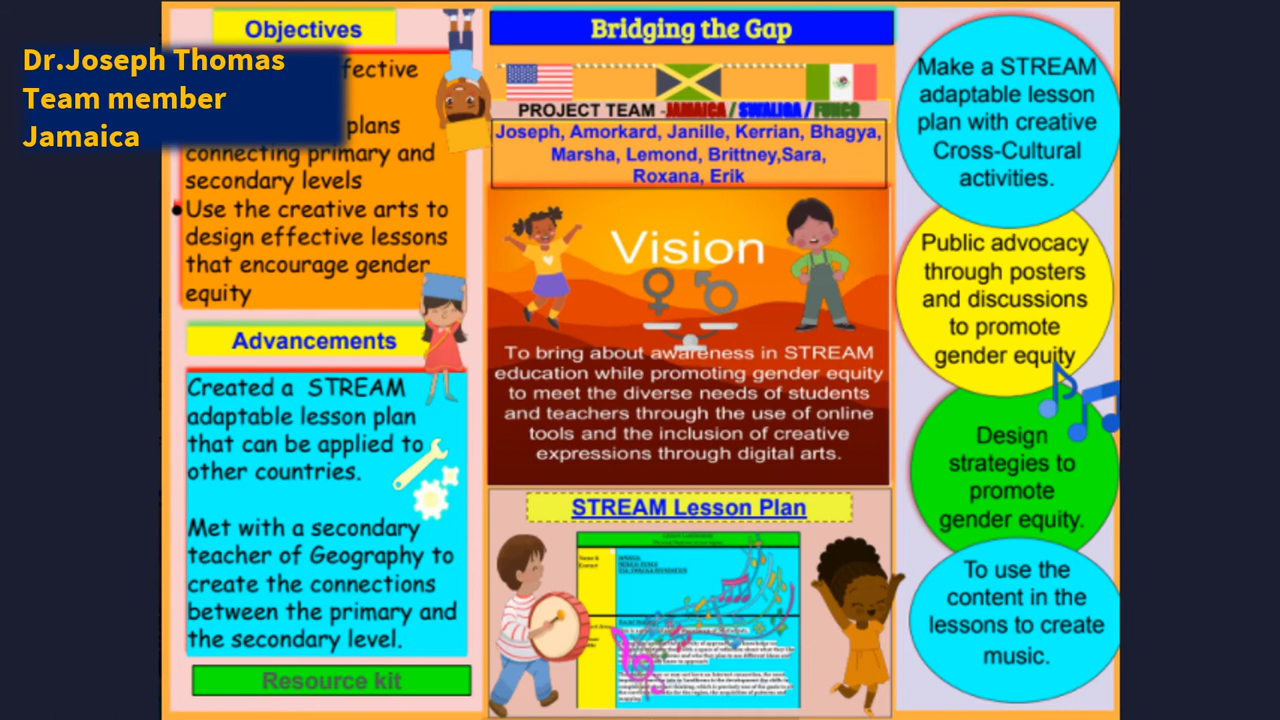 Dr.Joseph Thomas
Team member
Jamaica
Objectives
fective
plans
connecting primary and
secondary levels
Use the creative arts to
design effective lessons
that encourage gender
equity
Advancements
Created a STREAM
adaptable lesson plan
that can be applied to
other countries.
Met with a secondary
teacher of Geography to
create the connections
between the primary and
the secondary level.
Resource kit
Bridging the Gap
PROJECT TEAM -JAMAICA / SWALIGA / FUNCO
Joseph, Amorkard, Janille, Kerrian, Bhagya,
Marsha, Lemond, Brittney,Sara,
Roxana, Erik
Vision
To bring about awareness in STREAM
education while promoting gender equity
to meet the diverse needs of students
and teachers through the use of online
tools and the inclusion of creative
expressions through digital arts.
STREAM Lesson Plan
Make a STREAM
adaptable lesson
plan with creative
Cross-Cultural
activities.
Public advocacy
through posters
and discussions
to promote
gender equity
Design
strategies to
promote
gender equity.
To use the
content in the
lessons to create
music.